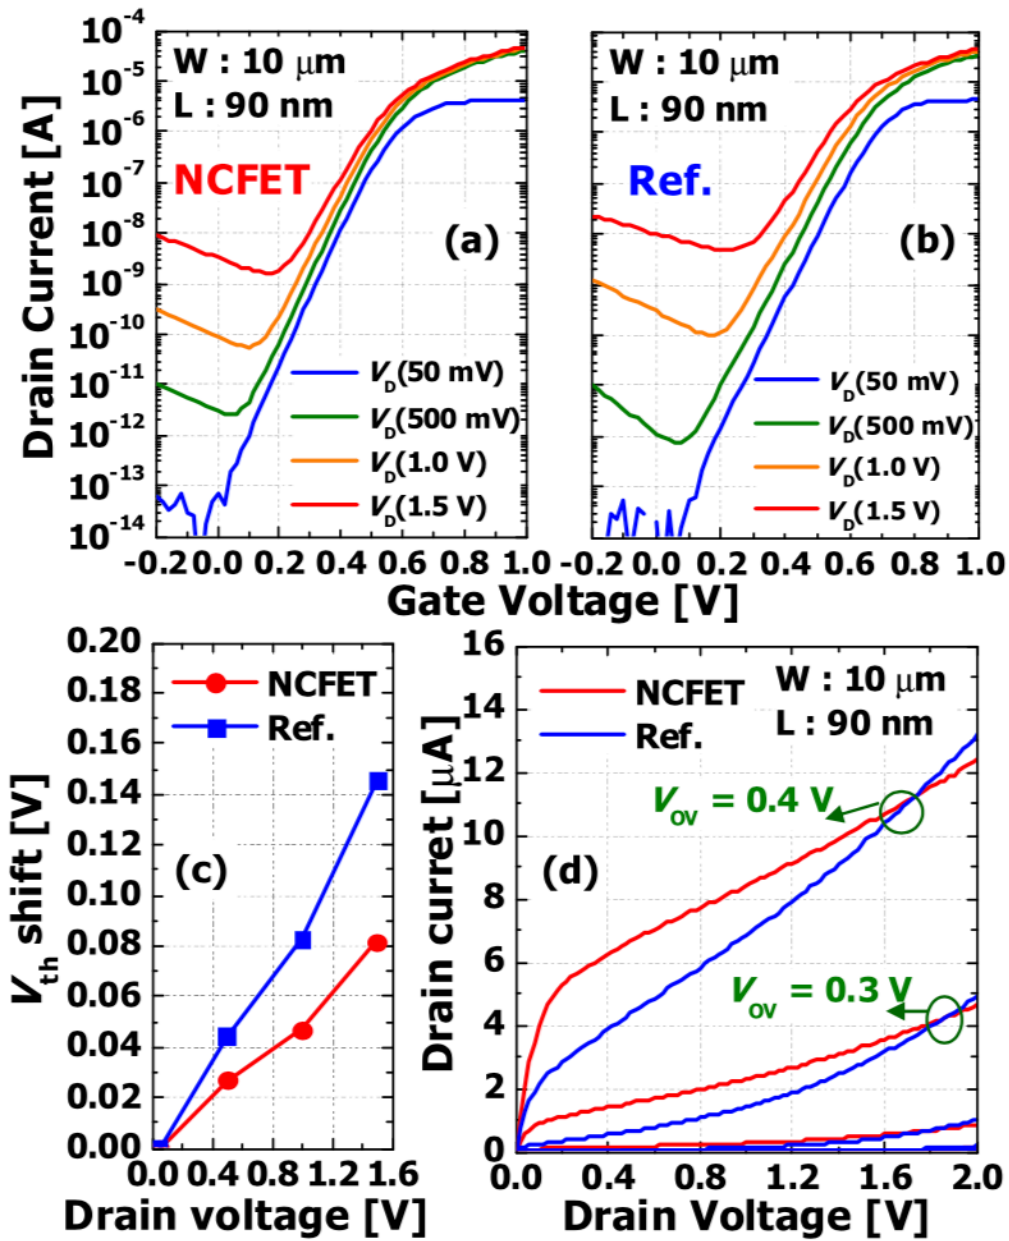 10⁻⁴
10⁻⁵
10⁻⁶
10⁻⁷
10⁻⁸
10⁻⁹
10⁻¹⁰
10⁻¹¹
10⁻¹²
10⁻¹³
10⁻¹⁴
Drain Current [A]
W : 10 μm
L : 90 nm
NCFET
(a)
V_D(50 mV)
V_D(500 mV)
V_D(1.0 V)
V_D(1.5 V)
-0.2 0.0 0.2 0.4 0.6 0.8 1.0
W : 10 μm
L : 90 nm
Ref.
(b)
V_D(50 mV)
V_D(500 mV)
V_D(1.0 V)
V_D(1.5 V)
-0.2 0.0 0.2 0.4 0.6 0.8 1.0
Gate Voltage [V]
0.20
0.18
0.16
0.14
0.12
0.10
0.08
0.06
0.04
0.02
0.00
V_th shift [V]
NCFET
Ref.
(c)
0.0 0.4 0.8 1.2 1.6
Drain voltage [V]
16
14
12
10
8
6
4
2
0
Drain curret [μA]
NCFET
Ref.
W : 10 μm
L : 90 nm
V_OV = 0.4 V
(d)
V_OV = 0.3 V
0.0 0.4 0.8 1.2 1.6 2.0
Drain Voltage [V]